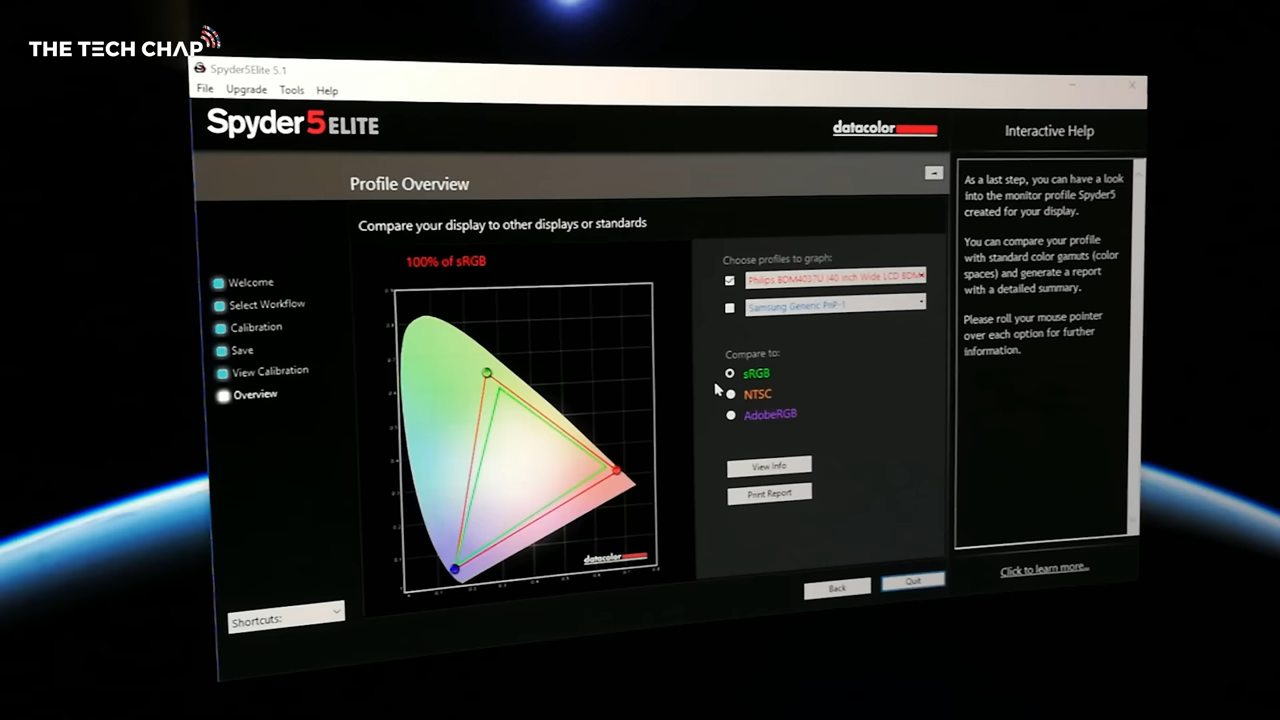 THE TECH CHAP
Spyder5Elite 5.1
File Upgrade Tools Help
Spyder5ELITE
datacolor
Interactive Help
Profile Overview
Compare your display to other displays or standards
100% of sRGB
Welcome
Select Workflow
Calibration
Save
View Calibration
Overview
Shortcuts:
datacolor
Choose profiles to graph:
Philips BDM4037U (40 inch Wide LCD BDM4
Samsung Generic PnP-1
Compare to:
sRGB
NTSC
AdobeRGB
View Info
Print Report
Back
Quit
As a last step, you can have a look
into the monitor profile Spyder5
created for your display.
You can compare your profile
with standard color gamuts (color
spaces) and generate a report
with a detailed summary.
Please roll your mouse pointer
over each option for further
information.
Click to learn more...